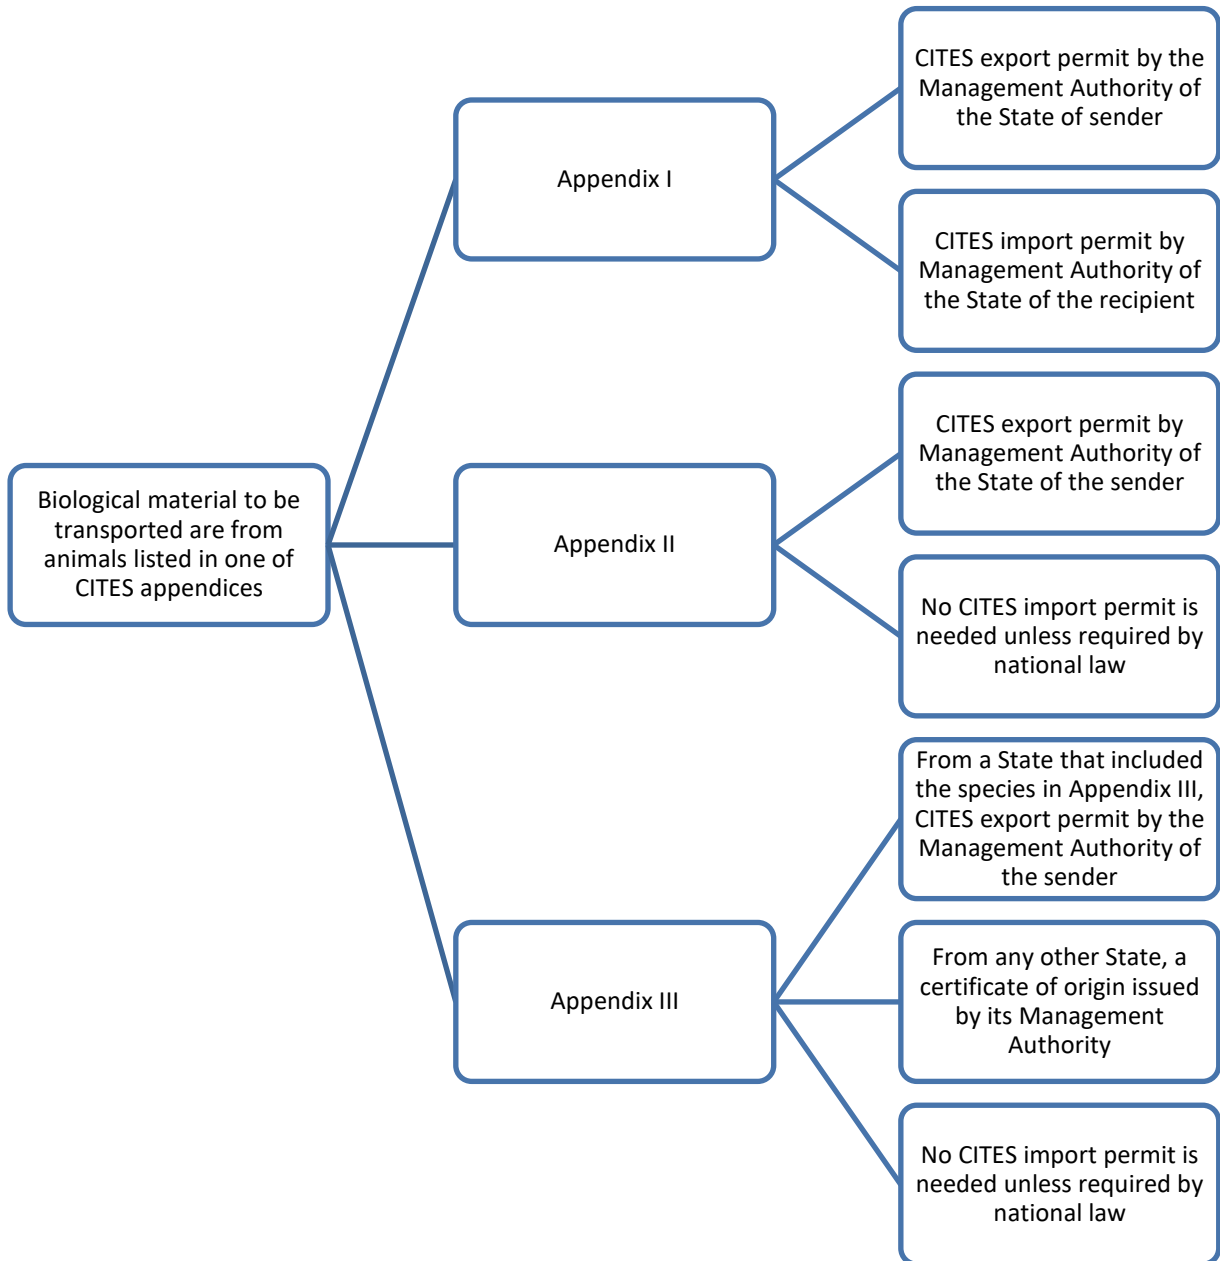 Biological material to be
transported are from
animals listed in one of
CITES appendices
Appendix I
CITES export permit by the
Management Authority of
the State of sender
CITES import permit by
Management Authority of
the State of the recipient
Appendix II
CITES export permit by
Management Authority of
the State of the sender
No CITES import permit is
needed unless required by
national law
Appendix III
From a State that included
the species in Appendix III,
CITES export permit by the
Management Authority of
the sender
From any other State, a
certificate of origin issued
by its Management
Authority
No CITES import permit is
needed unless required by
national law